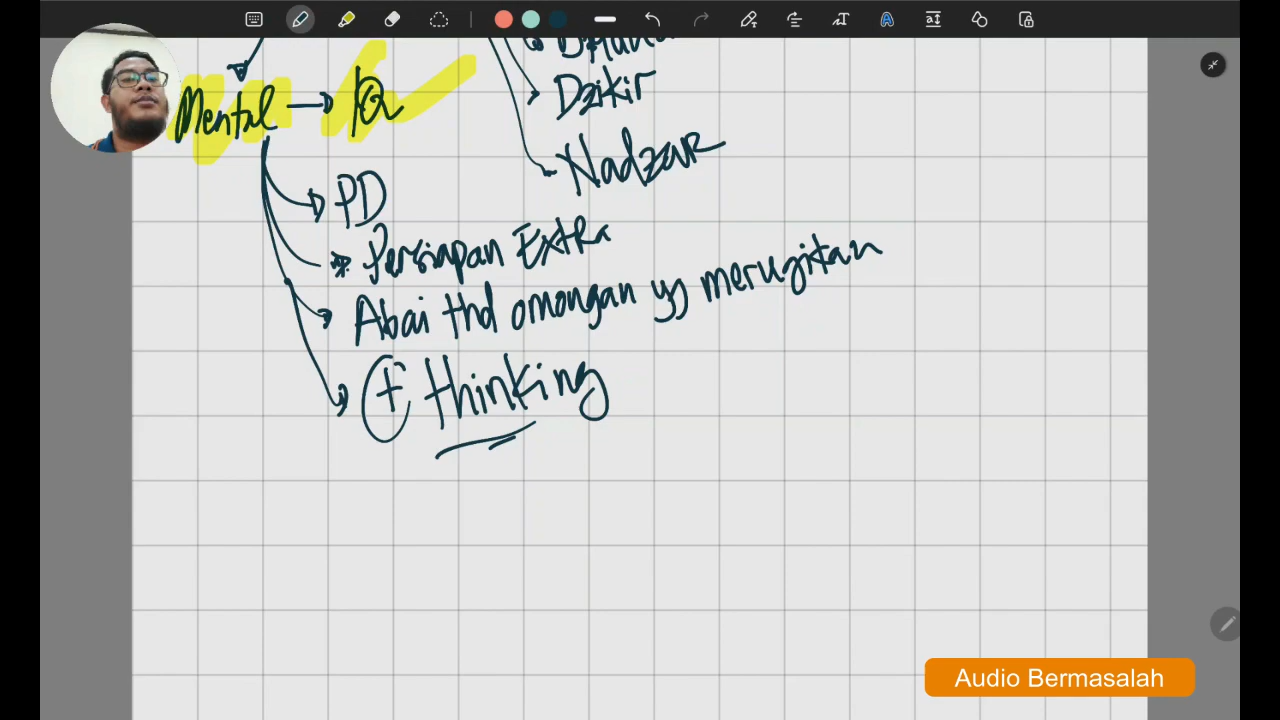 Dzikir
Mental → IQ
Nadzar
PD
Persiapan Extra
Abai thd omongan yg merugikan
+ thinking
Audio Bermasalah